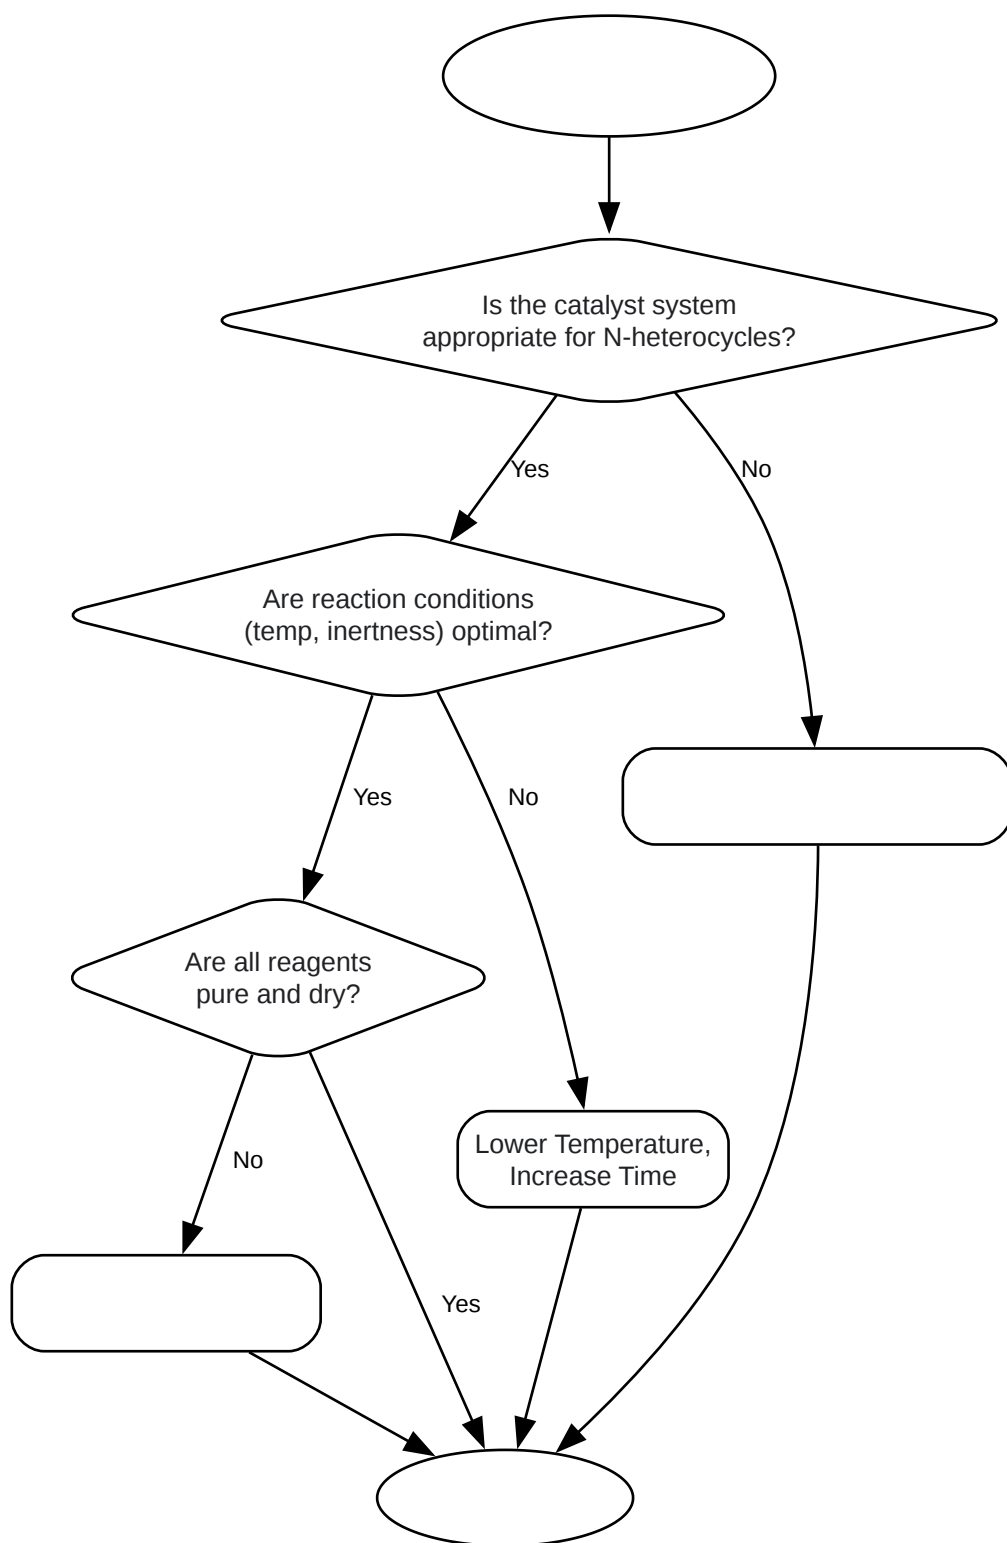 Is the catalyst system
appropriate for N-heterocycles?
Yes
No
Are reaction conditions
(temp, inertness) optimal?
Yes
No
Are all reagents
pure and dry?
Lower Temperature,
Increase Time
No
Yes